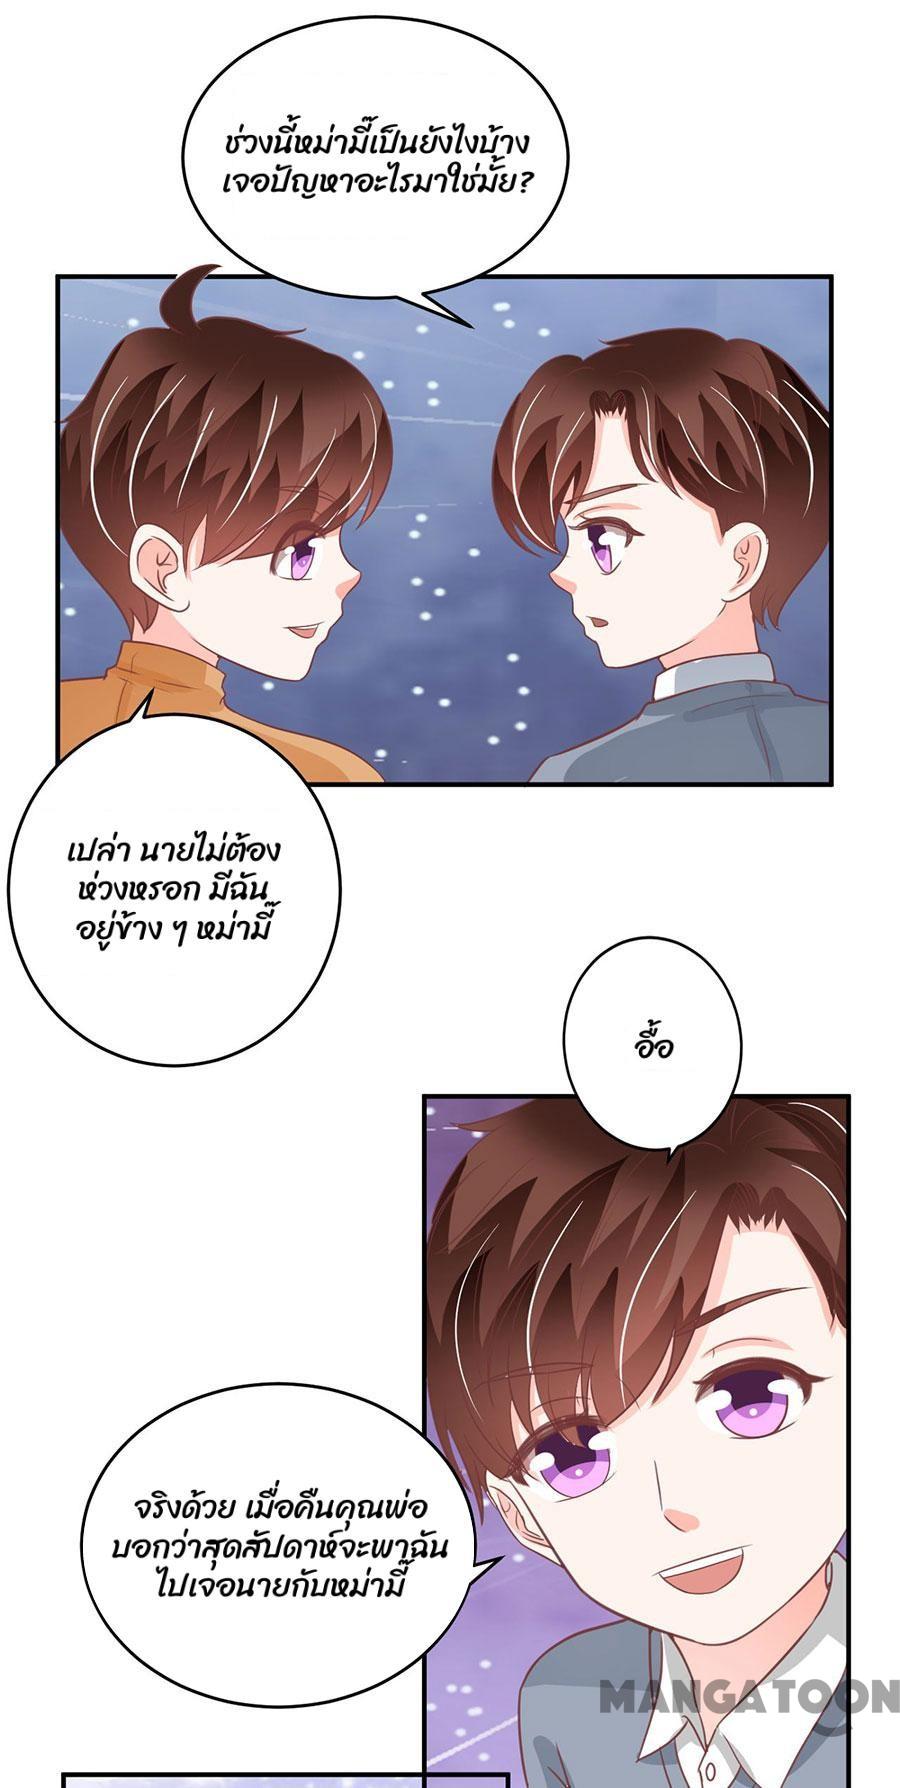 ช่วงนี้หม่ามี๊เป็นยังไงบ้าง
เจอปัญหาอะไรมาใช่มั้ย?
เปล่า นายไม่ต้อง
ห่วงหรอก มีฉัน
อยู่ข้าง ๆ หม่ามี๊
อื้อ
จริงด้วย เมื่อคืนคุณพ่อ
บอกว่าสุดสัปดาห์จะพาฉัน
ไปเจอนายกับหม่ามี๊
MANGATOON